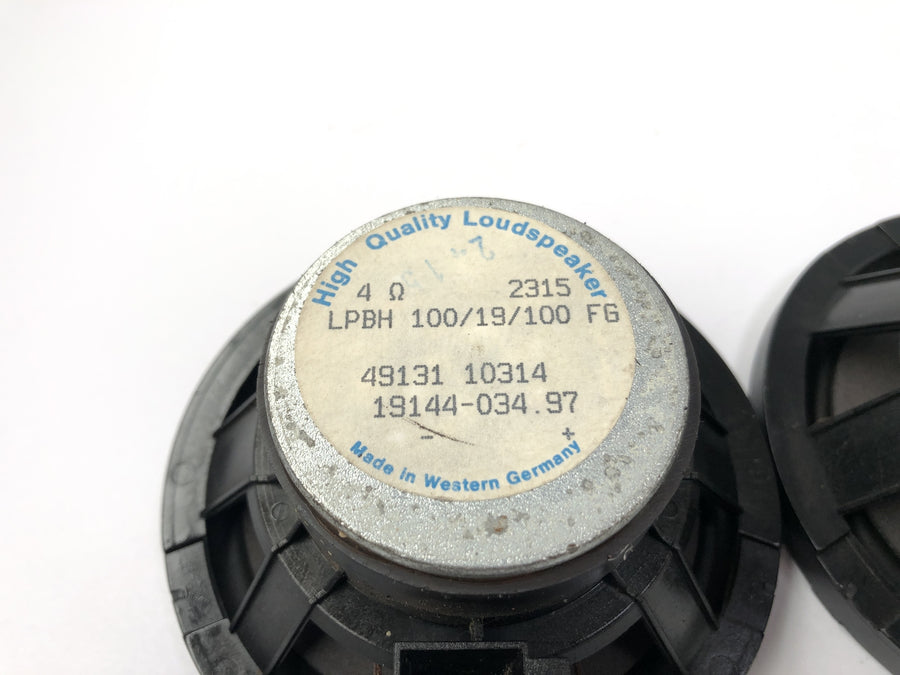 High Quality Loudspeaker
4 Ω 2315
LPBH 100/19/100 FG
49131 10314
19144-034.97
- +
Made in Western Germany